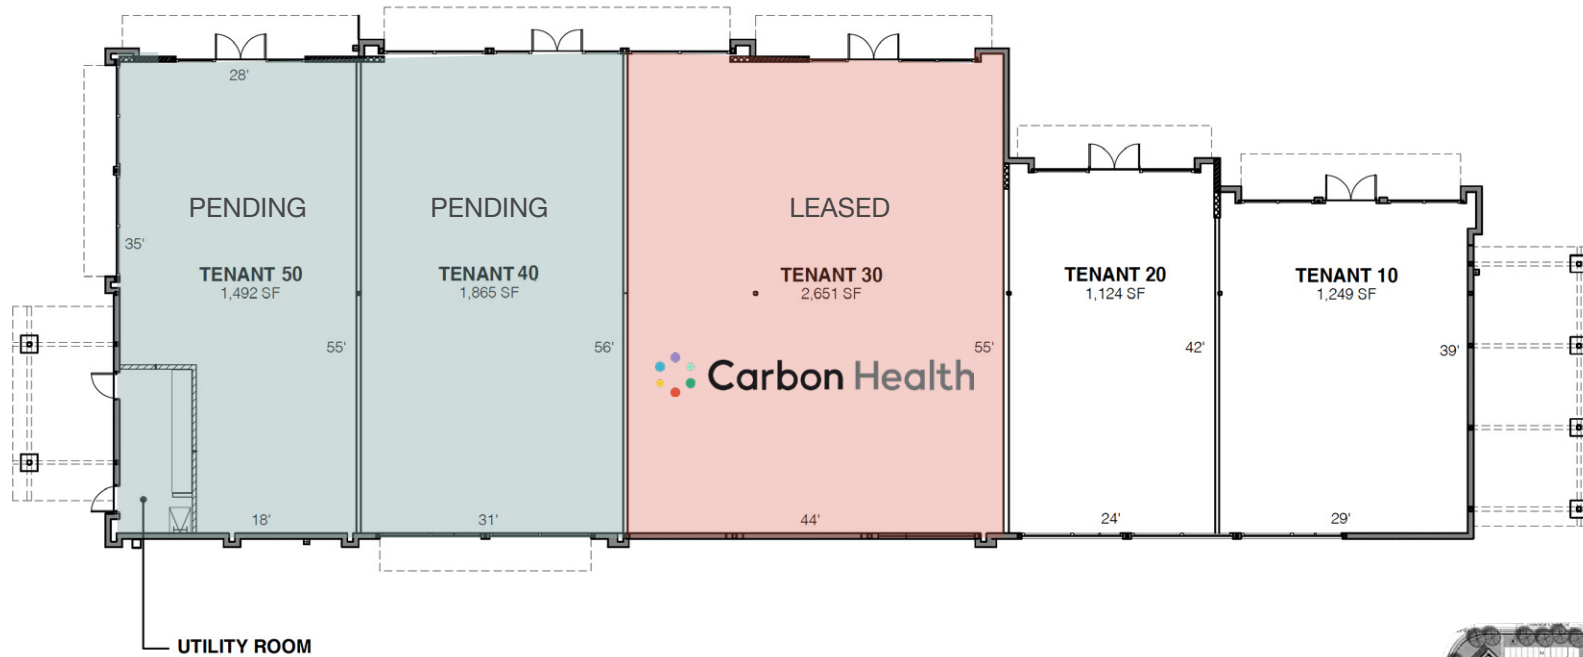 28'
PENDING
PENDING
LEASED
35'
TENANT 50
1,492 SF
TENANT 40
1,865 SF
TENANT 30
2,651 SF
TENANT 20
1,124 SF
TENANT 10
1,249 SF
55'
56'
55'
42'
39'
Carbon Health
18'
31'
44'
24'
29'
UTILITY ROOM